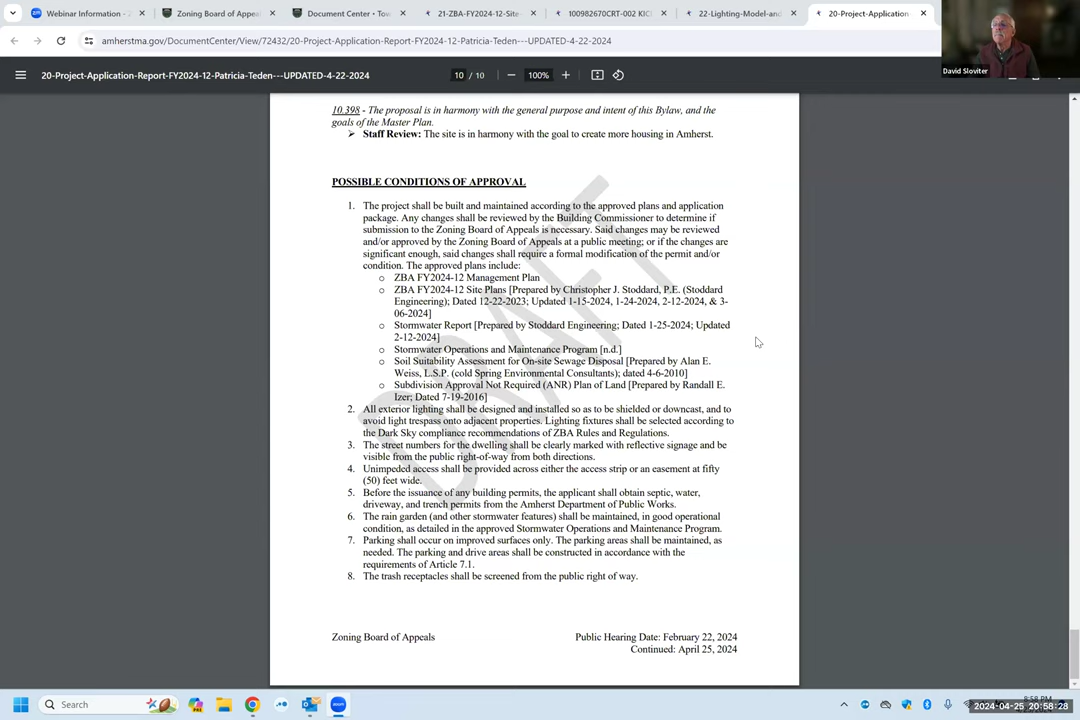 Webinar Information -
Zoning Board of Appeal
Document Center • Tow
21-ZBA-FY2024-12-Site-
100982670CRT-002 KIC
22-Lighting-Model-and
20-Project-Application-
amherstma.gov/DocumentCenter/View/72432/20-Project-Application-Report-FY2024-12-Patricia-Teden---UPDATED-4-22-2024
David Sloviter
20-Project-Application-Report-FY2024-12-Patricia-Teden---UPDATED-4-22-2024
10 / 10
100%
10.398 - The proposal is in harmony with the general purpose and intent of this Bylaw, and the
goals of the Master Plan.
➤ Staff Review: The site is in harmony with the goal to create more housing in Amherst.
POSSIBLE CONDITIONS OF APPROVAL
1. The project shall be built and maintained according to the approved plans and application
package. Any changes shall be reviewed by the Building Commissioner to determine if
submission to the Zoning Board of Appeals is necessary. Said changes may be reviewed
and/or approved by the Zoning Board of Appeals at a public meeting; or if the changes are
significant enough, said changes shall require a formal modification of the permit and/or
condition. The approved plans include:
o ZBA FY2024-12 Management Plan
o ZBA FY2024-12 Site Plans [Prepared by Christopher J. Stoddard, P.E. (Stoddard
Engineering); Dated 12-22-2023; Updated 1-15-2024, 1-24-2024, 2-12-2024, & 3-
06-2024]
o Stormwater Report [Prepared by Stoddard Engineering; Dated 1-25-2024; Updated
2-12-2024]
o Stormwater Operations and Maintenance Program [n.d.]
o Soil Suitability Assessment for On-site Sewage Disposal [Prepared by Alan E.
Weiss, L.S.P. (cold Spring Environmental Consultants); dated 4-6-2010]
o Subdivision Approval Not Required (ANR) Plan of Land [Prepared by Randall E.
Izer; Dated 7-19-2016]
2. All exterior lighting shall be designed and installed so as to be shielded or downcast, and to
avoid light trespass onto adjacent properties. Lighting fixtures shall be selected according to
the Dark Sky compliance recommendations of ZBA Rules and Regulations.
3. The street numbers for the dwelling shall be clearly marked with reflective signage and be
visible from the public right-of-way from both directions.
4. Unimpeded access shall be provided across either the access strip or an easement at fifty
(50) feet wide.
5. Before the issuance of any building permits, the applicant shall obtain septic, water,
driveway, and trench permits from the Amherst Department of Public Works.
6. The rain garden (and other stormwater features) shall be maintained, in good operational
condition, as detailed in the approved Stormwater Operations and Maintenance Program.
7. Parking shall occur on improved surfaces only. The parking areas shall be maintained, as
needed. The parking and drive areas shall be constructed in accordance with the
requirements of Article 7.1.
8. The trash receptacles shall be screened from the public right of way.
DRAFT
Zoning Board of Appeals
Public Hearing Date: February 22, 2024
Continued: April 25, 2024
Search
8:58 PM
2024-04-25 20:58:28